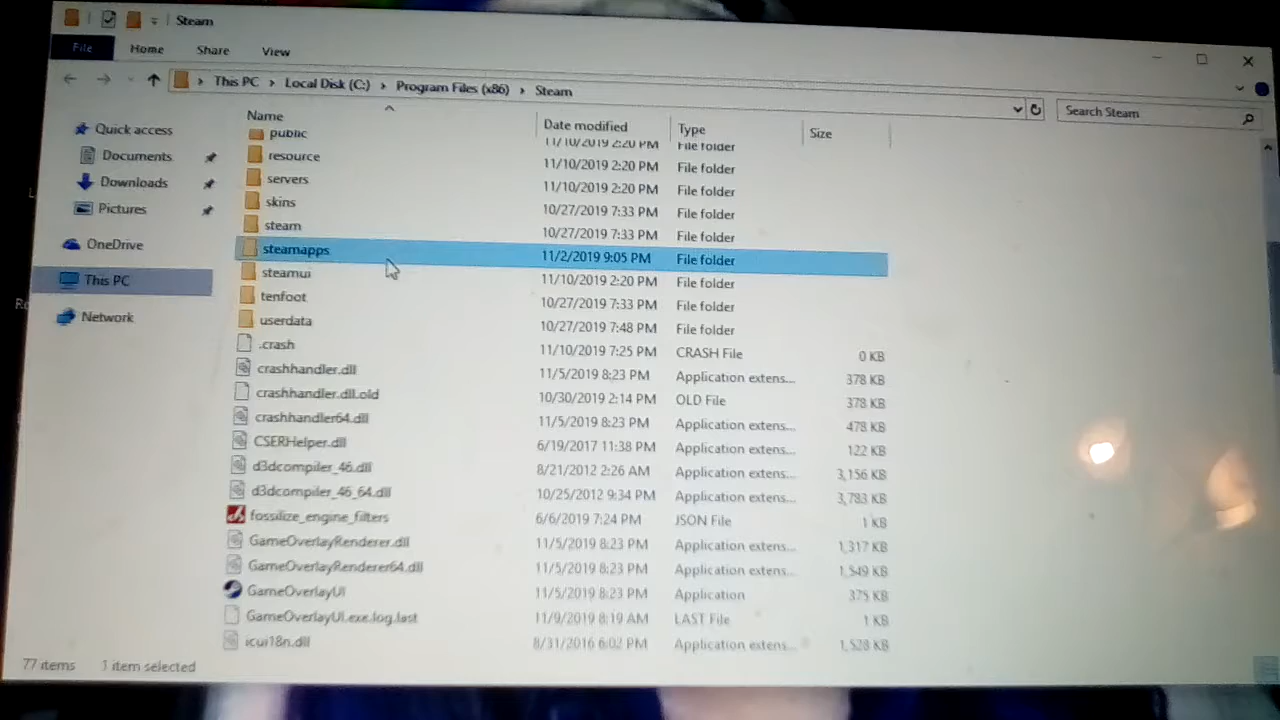 Steam
File Home Share View
This PC > Local Disk (C:) > Program Files (x86) > Steam
Search Steam
Name Date modified Type Size
Quick access
Documents
Downloads
Pictures
OneDrive
This PC
Network
public 11/10/2019 2:20 PM File folder
resource 11/10/2019 2:20 PM File folder
servers 11/10/2019 2:20 PM File folder
skins 10/27/2019 7:33 PM File folder
steam 10/27/2019 7:33 PM File folder
steamapps 11/2/2019 9:05 PM File folder
steamui 11/10/2019 2:20 PM File folder
tenfoot 10/27/2019 7:33 PM File folder
userdata 10/27/2019 7:48 PM File folder
.crash 11/10/2019 7:25 PM CRASH File 0 KB
crashhandler.dll 11/5/2019 8:23 PM Application extens... 378 KB
crashhandler.dll.old 10/30/2019 2:14 PM OLD File 378 KB
crashhandler64.dll 11/5/2019 8:23 PM Application extens... 478 KB
CSERHelper.dll 6/19/2017 11:38 PM Application extens... 122 KB
d3dcompiler_46.dll 8/21/2012 2:26 AM Application extens... 3,156 KB
d3dcompiler_46_64.dll 10/25/2012 9:34 PM Application extens... 3,783 KB
fossilize_engine_filters 6/6/2019 7:24 PM JSON File 1 KB
GameOverlayRenderer.dll 11/5/2019 8:23 PM Application extens... 1,317 KB
GameOverlayRenderer64.dll 11/5/2019 8:23 PM Application extens... 1,549 KB
GameOverlayUI 11/5/2019 8:23 PM Application 375 KB
GameOverlayUI.exe.log.last 11/9/2019 8:19 AM LAST File 1 KB
icui18n.dll 8/31/2016 6:02 PM Application extens... 1,528 KB
77 items 1 item selected